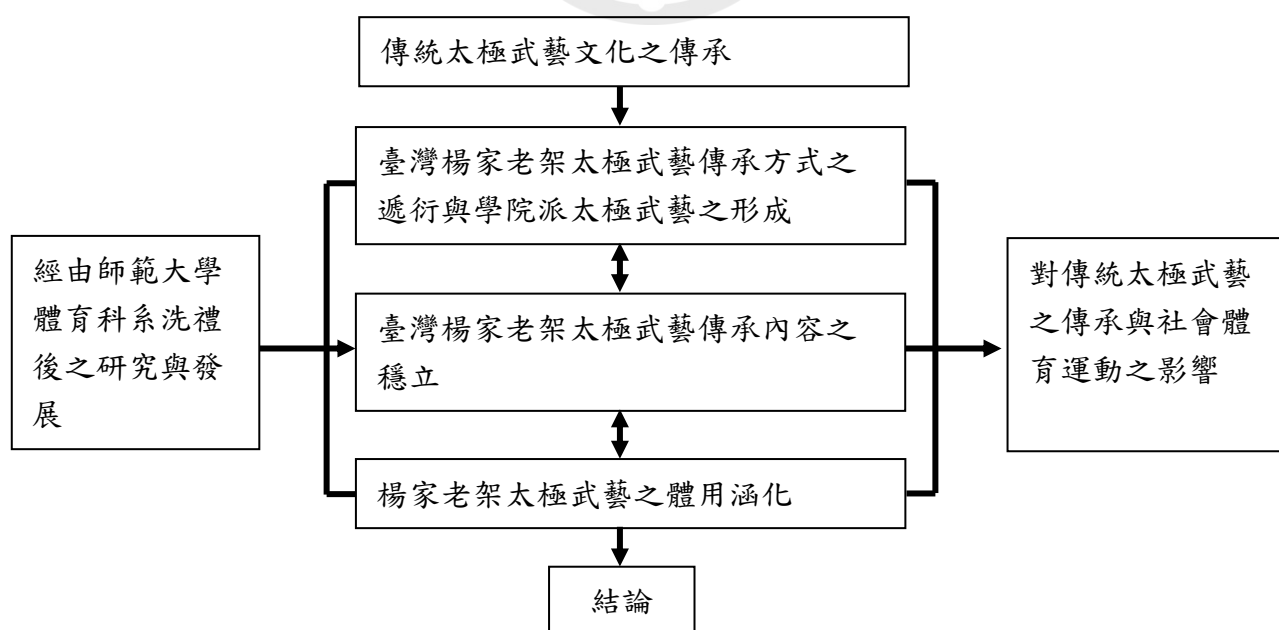 傳統太極武藝文化之傳承
臺灣楊家老架太極武藝傳承方式之
遞衍與學院派太極武藝之形成
經由師範大學
體育科系洗禮
後之研究與發
展
臺灣楊家老架太極武藝傳承內容之
穩立
對傳統太極武藝
之傳承與社會體
育運動之影響
楊家老架太極武藝之體用涵化
結論